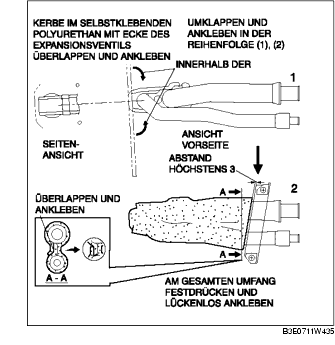 KERBE IM SELBSTKLEBENDEN
POLYURETHAN MIT ECKE DES
EXPANSIONSVENTILS
ÜBERLAPPEN UND ANKLEBEN
UMKLAPPEN UND
ANKLEBEN IN DER
REIHENFOLGE (1), (2)
INNERHALB DER
1
SEITEN-
ANSICHT
ANSICHT
VORSEITE
ABSTAND
HÖCHSTENS 3
A
2
ÜBERLAPPEN UND
ANKLEBEN
A - A
A
AM GESAMTEN UMFANG
FESTDRÜCKEN UND
LÜCKENLOS ANKLEBEN
B3E0711W435